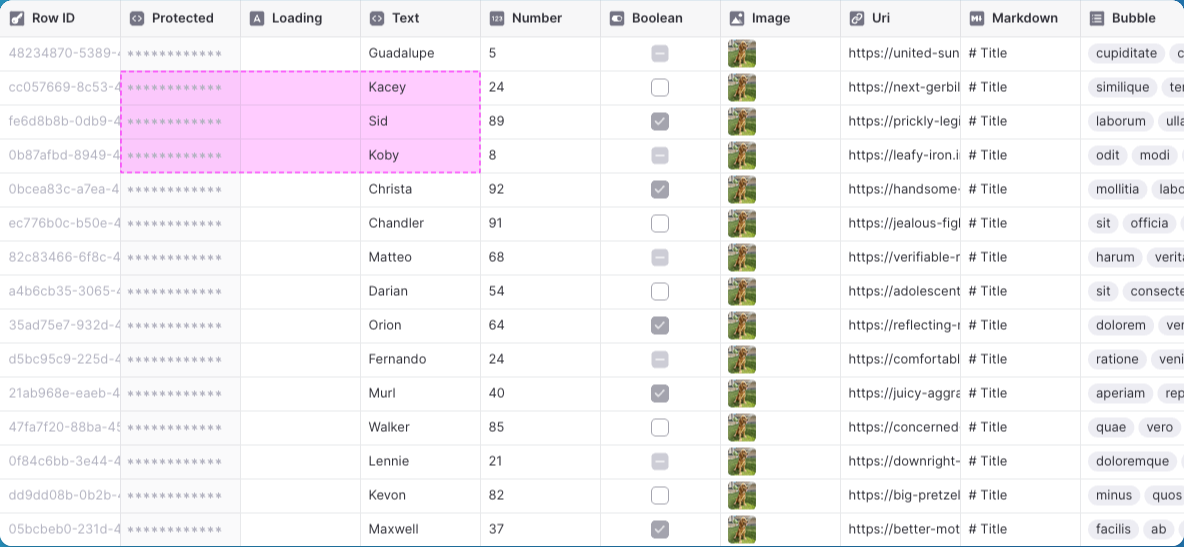 Row ID Protected Loading Text Number Boolean Image Uri Markdown Bubble
48234870-5389- ************ Guadalupe 5 https://united-sun # Title cupiditate c
cc057669-8c53-4 ************ Kacey 24 https://next-gerbil # Title similique ter
fe6d8b8b-0db9-4 ************ Sid 89 https://prickly-legi # Title laborum ulla
0b87afbd-8949-4 ************ Koby 8 https://leafy-iron.i # Title odit modi
0bcea83c-a7ea-4 ************ Christa 92 https://handsome- # Title mollitia labo
ec776b0c-b50e-4 ************ Chandler 91 https://jealous-figl # Title sit officia
82c83466-6f8c-4 ************ Matteo 68 https://verifiable-r # Title harum verita
a4b6cb35-3065-4 ************ Darian 54 https://adolescent # Title sit consecte
35ad75e7-932d-4 ************ Orion 64 https://reflecting- # Title dolorem ver
d5bc95c9-225d-4 ************ Fernando 24 https://comfortabl # Title ratione veni
21ab968e-eaeb-4 ************ Murl 40 https://juicy-aggra # Title aperiam rep
47fa7f20-88ba-45 ************ Walker 85 https://concerned- # Title quae vero
0f84c6bb-3e44-4 ************ Lennie 21 https://downright- # Title doloremque
dd9dd08b-0b2b- ************ Kevon 82 https://big-pretzel # Title minus quos
05bcbeb0-231d-4 ************ Maxwell 37 https://better-mot # Title facilis ab